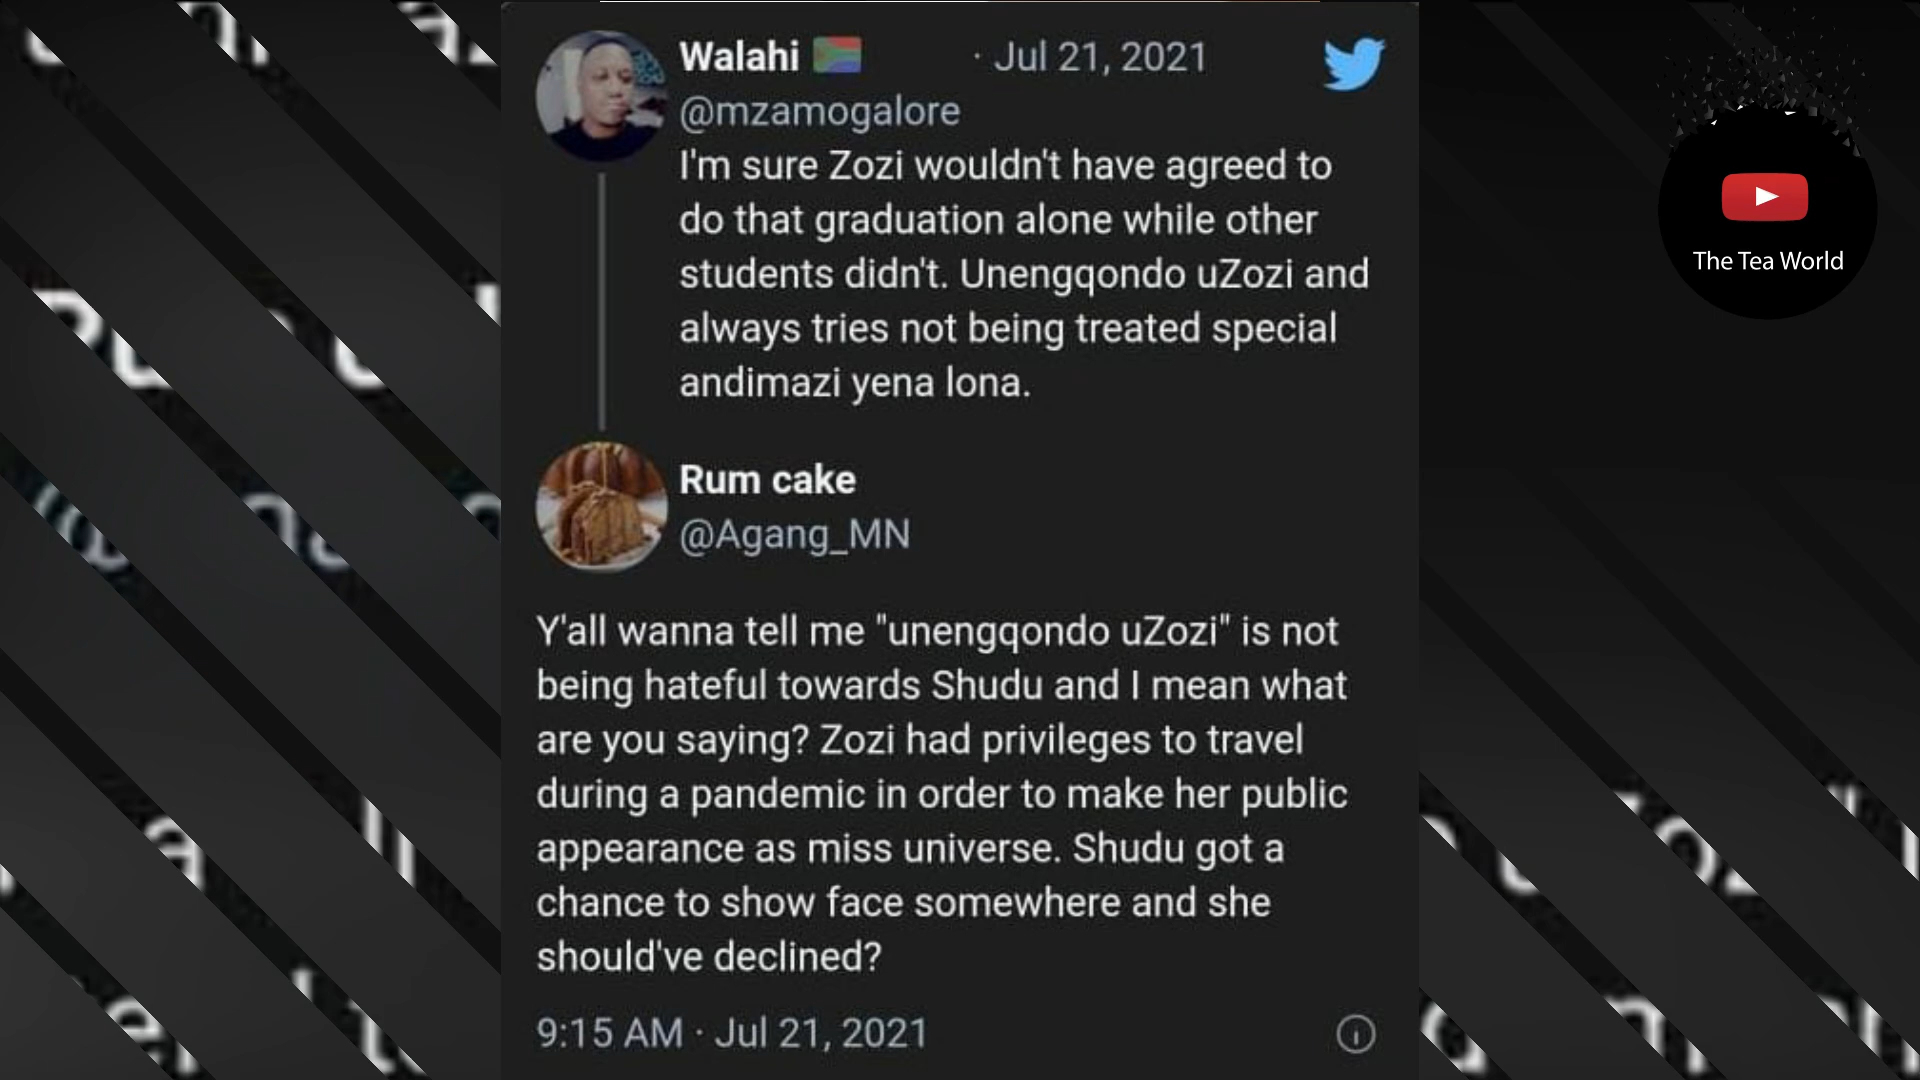 Walahi
· Jul 21, 2021
@mzamogalore
I'm sure Zozi wouldn't have agreed to
do that graduation alone while other
students didn't. Unengqondo uZozi and
always tries not being treated special
andimazi yena lona.
Rum cake
@Agang_MN
Y'all wanna tell me "unengqondo uZozi" is not
being hateful towards Shudu and I mean what
are you saying? Zozi had privileges to travel
during a pandemic in order to make her public
appearance as miss universe. Shudu got a
chance to show face somewhere and she
should've declined?
9:15 AM · Jul 21, 2021
The Tea World